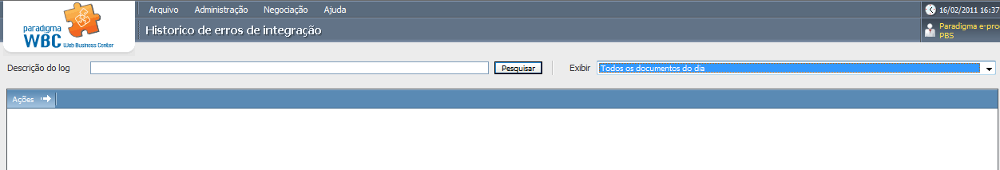 Arquivo Administração Negociação Ajuda
16/02/2011 16:37
paradigma
WBC Web Business Center
Historico de erros de integração
Paradigma e-pro
PBS
Descrição do log Pesquisar Exibir Todos os documentos do dia
Ações